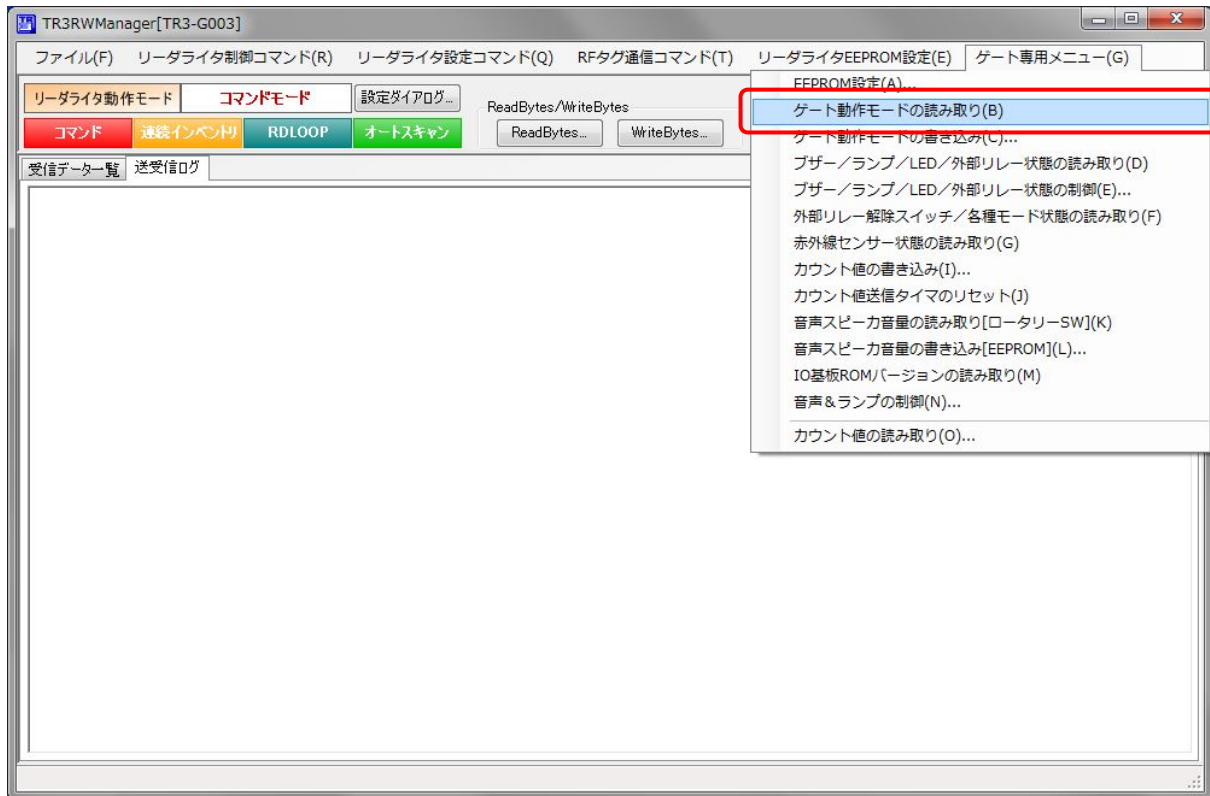 TR3RWManager[TR3-G003]
ファイル(F) リーダライタ制御コマンド(R) リーダライタ設定コマンド(Q) RFタグ通信コマンド(T) リーダライタEEPROM設定(E) ゲート専用メニュー(G)
リーダライタ動作モード コマンドモード 設定ダイアログ...
ReadBytes/WriteBytes
コマンド 連続インベントリ RDLOOP オートスキャン ReadBytes... WriteBytes...
受信データ一覧 送受信ログ
EEPROM設定(A)...
ゲート動作モードの読み取り(B)
ゲート動作モードの書き込み(C)...
ブザー／ランプ／LED／外部リレー状態の読み取り(D)
ブザー／ランプ／LED／外部リレー状態の制御(E)...
外部リレー解除スイッチ／各種モード状態の読み取り(F)
赤外線センサー状態の読み取り(G)
カウント値の書き込み(I)...
カウント値送信タイマのリセット(J)
音声スピーカ音量の読み取り[ロータリーSW](K)
音声スピーカ音量の書き込み[EEPROM](L)...
IO基板ROMバージョンの読み取り(M)
音声＆ランプの制御(N)...
カウント値の読み取り(O)...